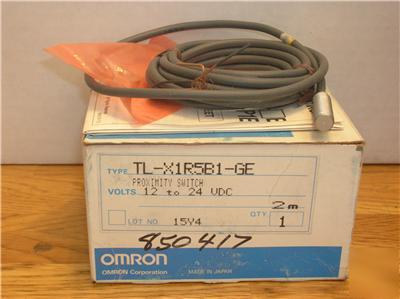 TYPE TL-X1R5B1-GE
PROXIMITY SWITCH
VOLTS 12 to 24 VDC
2m
LOT NO 15Y4 QTY. 1
850417
OMRON
OMRON Corporation MADE IN JAPAN